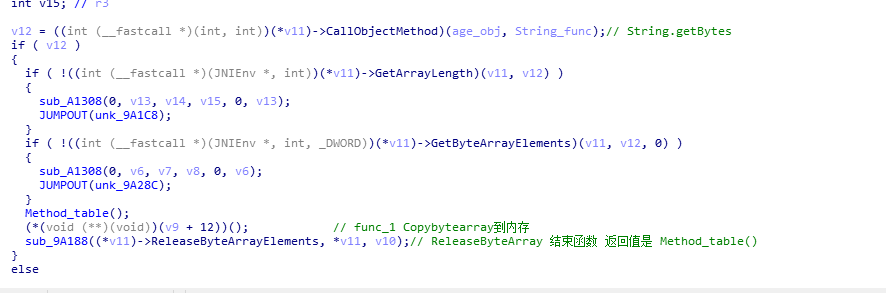 int v15; // r3
v12 = ((int (__fastcall *)(int, int))(*v11)->CallObjectMethod)(age_obj, String_func);// String.getBytes
if ( v12 )
{
if ( !((int (__fastcall *)(JNIEnv *, int))(*v11)->GetArrayLength)(v11, v12) )
{
sub_A1308(0, v13, v14, v15, 0, v13);
JUMPOUT(unk_9A1C8);
}
if ( !((int (__fastcall *)(JNIEnv *, int, _DWORD))(*v11)->GetByteArrayElements)(v11, v12, 0) )
{
sub_A1308(0, v6, v7, v8, 0, v6);
JUMPOUT(unk_9A28C);
}
Method_table();
(*(void (**)(void))(v9 + 12))(); // func_1 Copybytearray到内存
sub_9A188((*v11)->ReleaseByteArrayElements, *v11, v10);// ReleaseByteArray 结束函数 返回值是 Method_table()
}
else